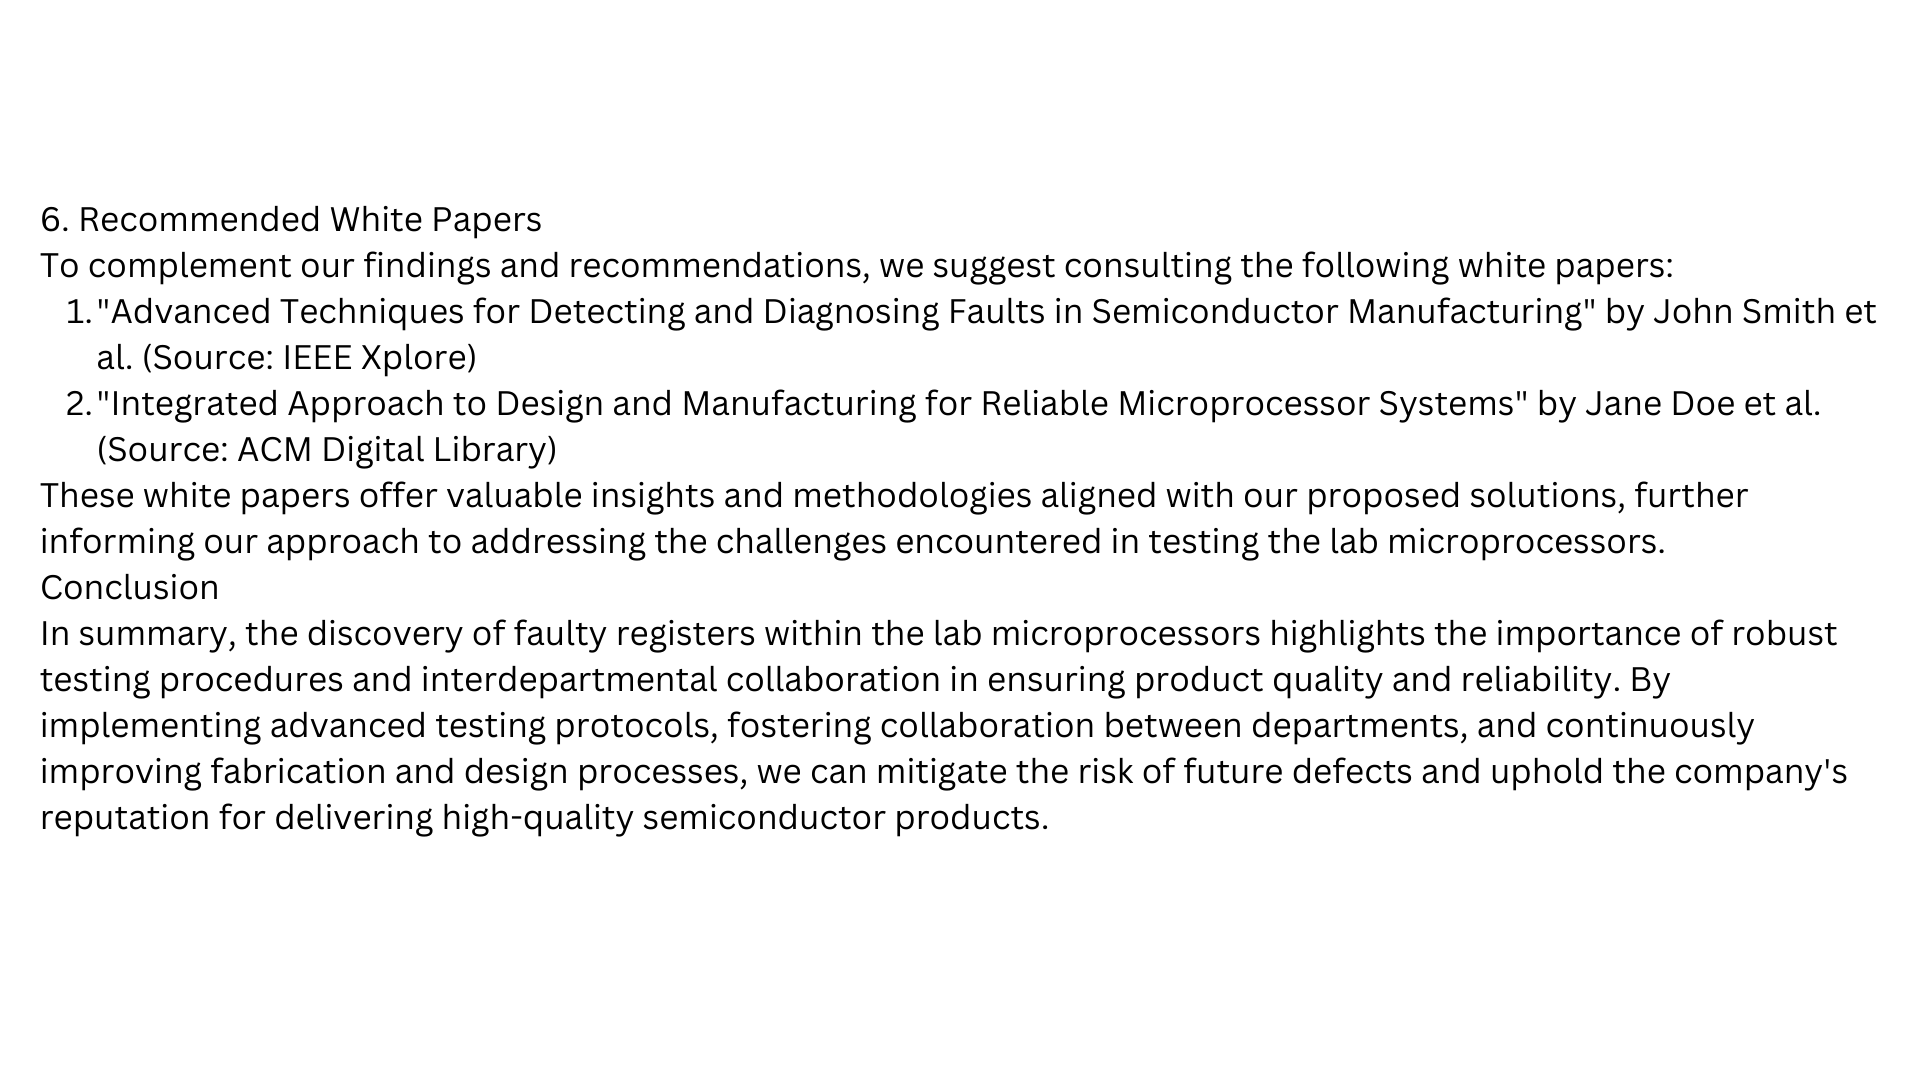 6. Recommended White Papers
To complement our findings and recommendations, we suggest consulting the following white papers:
1. "Advanced Techniques for Detecting and Diagnosing Faults in Semiconductor Manufacturing" by John Smith et
al. (Source: IEEE Xplore)
2. "Integrated Approach to Design and Manufacturing for Reliable Microprocessor Systems" by Jane Doe et al.
(Source: ACM Digital Library)
These white papers offer valuable insights and methodologies aligned with our proposed solutions, further
informing our approach to addressing the challenges encountered in testing the lab microprocessors.
Conclusion
In summary, the discovery of faulty registers within the lab microprocessors highlights the importance of robust
testing procedures and interdepartmental collaboration in ensuring product quality and reliability. By
implementing advanced testing protocols, fostering collaboration between departments, and continuously
improving fabrication and design processes, we can mitigate the risk of future defects and uphold the company's
reputation for delivering high-quality semiconductor products.